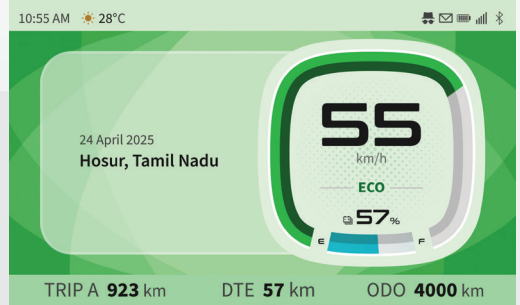 10:55 AM 28°C
24 April 2025
Hosur, Tamil Nadu
55
km/h
ECO
57%
E F
TRIP A 923 km DTE 57 km ODO 4000 km